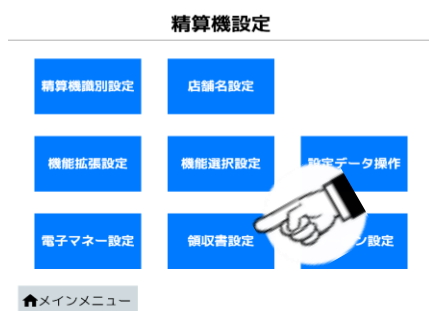 精算機設定
精算機識別設定
店舗名設定
機能拡張設定
機能選択設定
設定データ操作
電子マネー設定
領収書設定
ン設定
メインメニュー